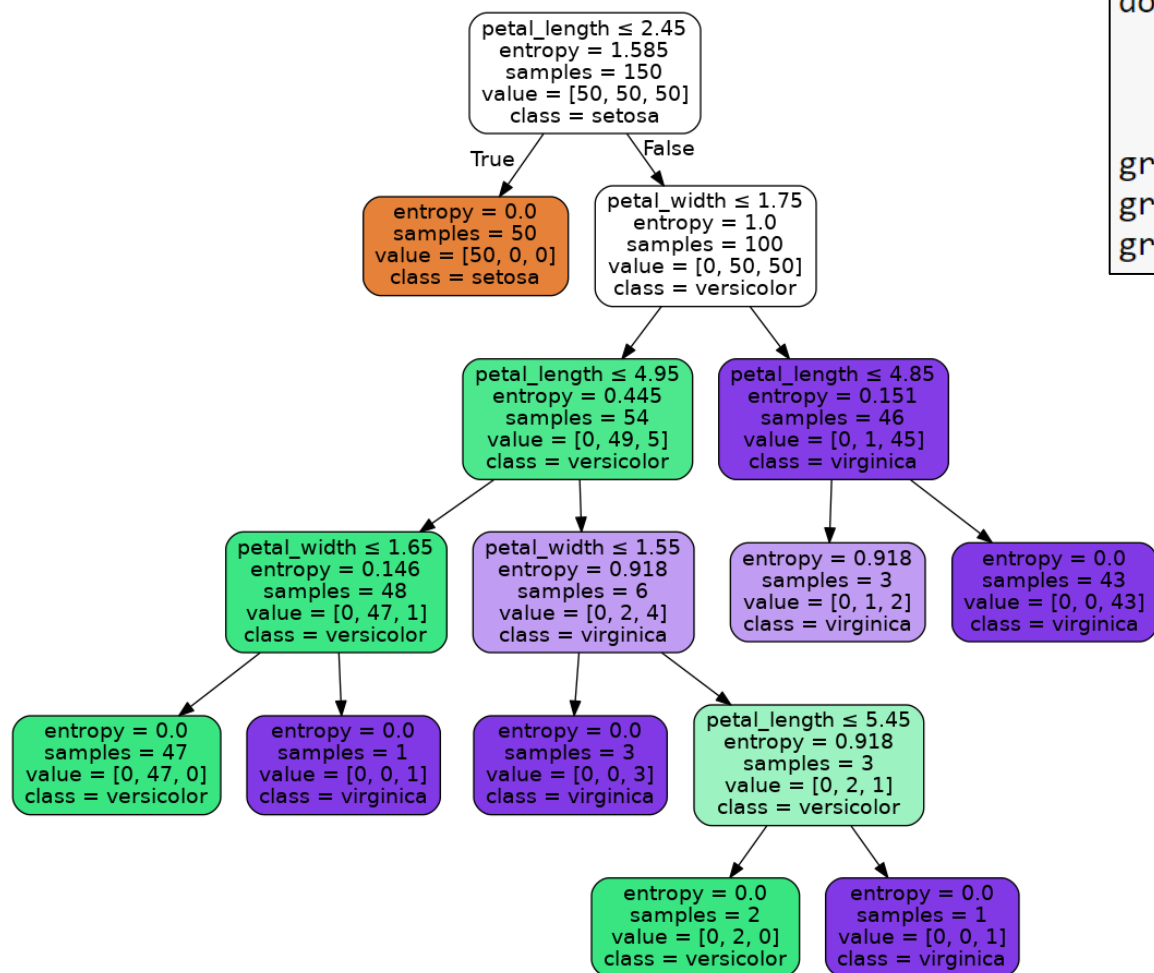 do
gr
gr
gr
petal_length ≤ 2.45
entropy = 1.585
samples = 150
value = [50, 50, 50]
class = setosa
True
False
entropy = 0.0
samples = 50
value = [50, 0, 0]
class = setosa
petal_width ≤ 1.75
entropy = 1.0
samples = 100
value = [0, 50, 50]
class = versicolor
petal_length ≤ 4.95
entropy = 0.445
samples = 54
value = [0, 49, 5]
class = versicolor
petal_length ≤ 4.85
entropy = 0.151
samples = 46
value = [0, 1, 45]
class = virginica
petal_width ≤ 1.65
entropy = 0.146
samples = 48
value = [0, 47, 1]
class = versicolor
petal_width ≤ 1.55
entropy = 0.918
samples = 6
value = [0, 2, 4]
class = virginica
entropy = 0.918
samples = 3
value = [0, 1, 2]
class = virginica
entropy = 0.0
samples = 43
value = [0, 0, 43]
class = virginica
entropy = 0.0
samples = 47
value = [0, 47, 0]
class = versicolor
entropy = 0.0
samples = 1
value = [0, 0, 1]
class = virginica
entropy = 0.0
samples = 3
value = [0, 0, 3]
class = virginica
petal_length ≤ 5.45
entropy = 0.918
samples = 3
value = [0, 2, 1]
class = versicolor
entropy = 0.0
samples = 2
value = [0, 2, 0]
class = versicolor
entropy = 0.0
samples = 1
value = [0, 0, 1]
class = virginica